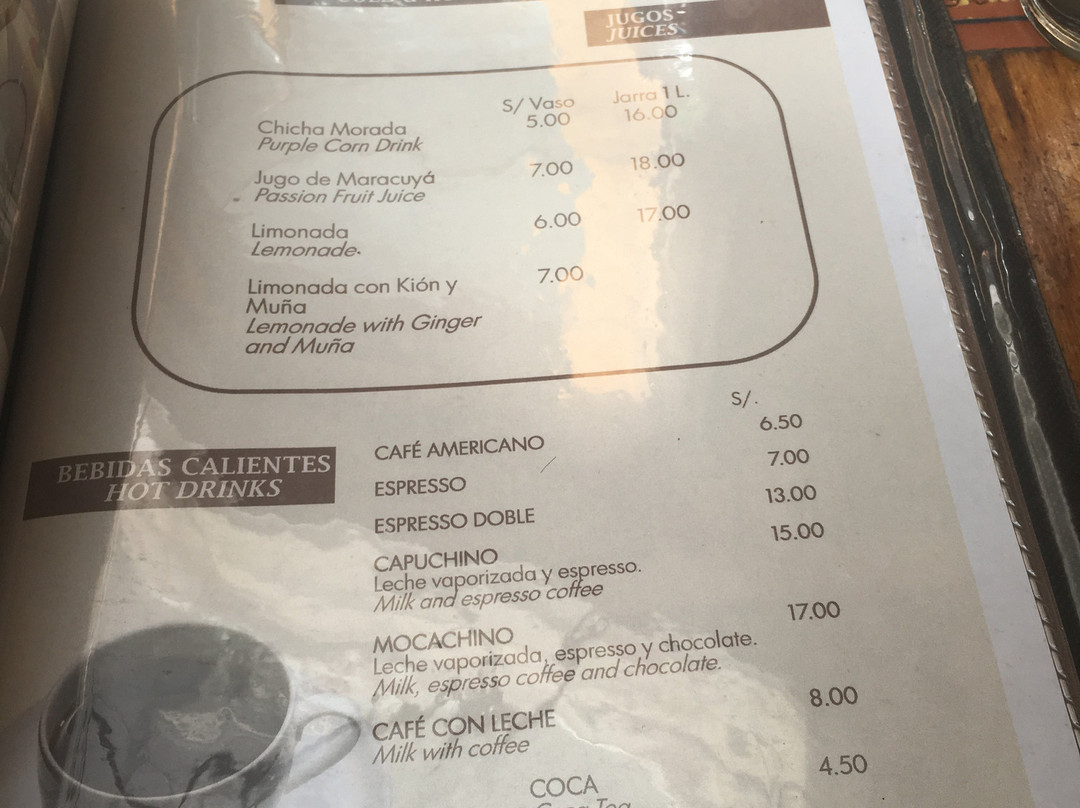 JUGOS-
JUICES
S/ Vaso Jarra 1 L.
Chicha Morada 5.00 16.00
Purple Corn Drink
Jugo de Maracuyá 7.00 18.00
Passion Fruit Juice
Limonada 6.00 17.00
Lemonade.
Limonada con Kión y 7.00
Muña
Lemonade with Ginger
and Muña
BEBIDAS CALIENTES
HOT DRINKS
S/.
CAFÉ AMERICANO 6.50
ESPRESSO 7.00
ESPRESSO DOBLE 13.00
CAPUCHINO 15.00
Leche vaporizada y espresso.
Milk and espresso coffee
MOCACHINO 17.00
Leche vaporizada, espresso y chocolate.
Milk, espresso coffee and chocolate.
CAFÉ CON LECHE 8.00
Milk with coffee
COCA 4.50
Coca Tea